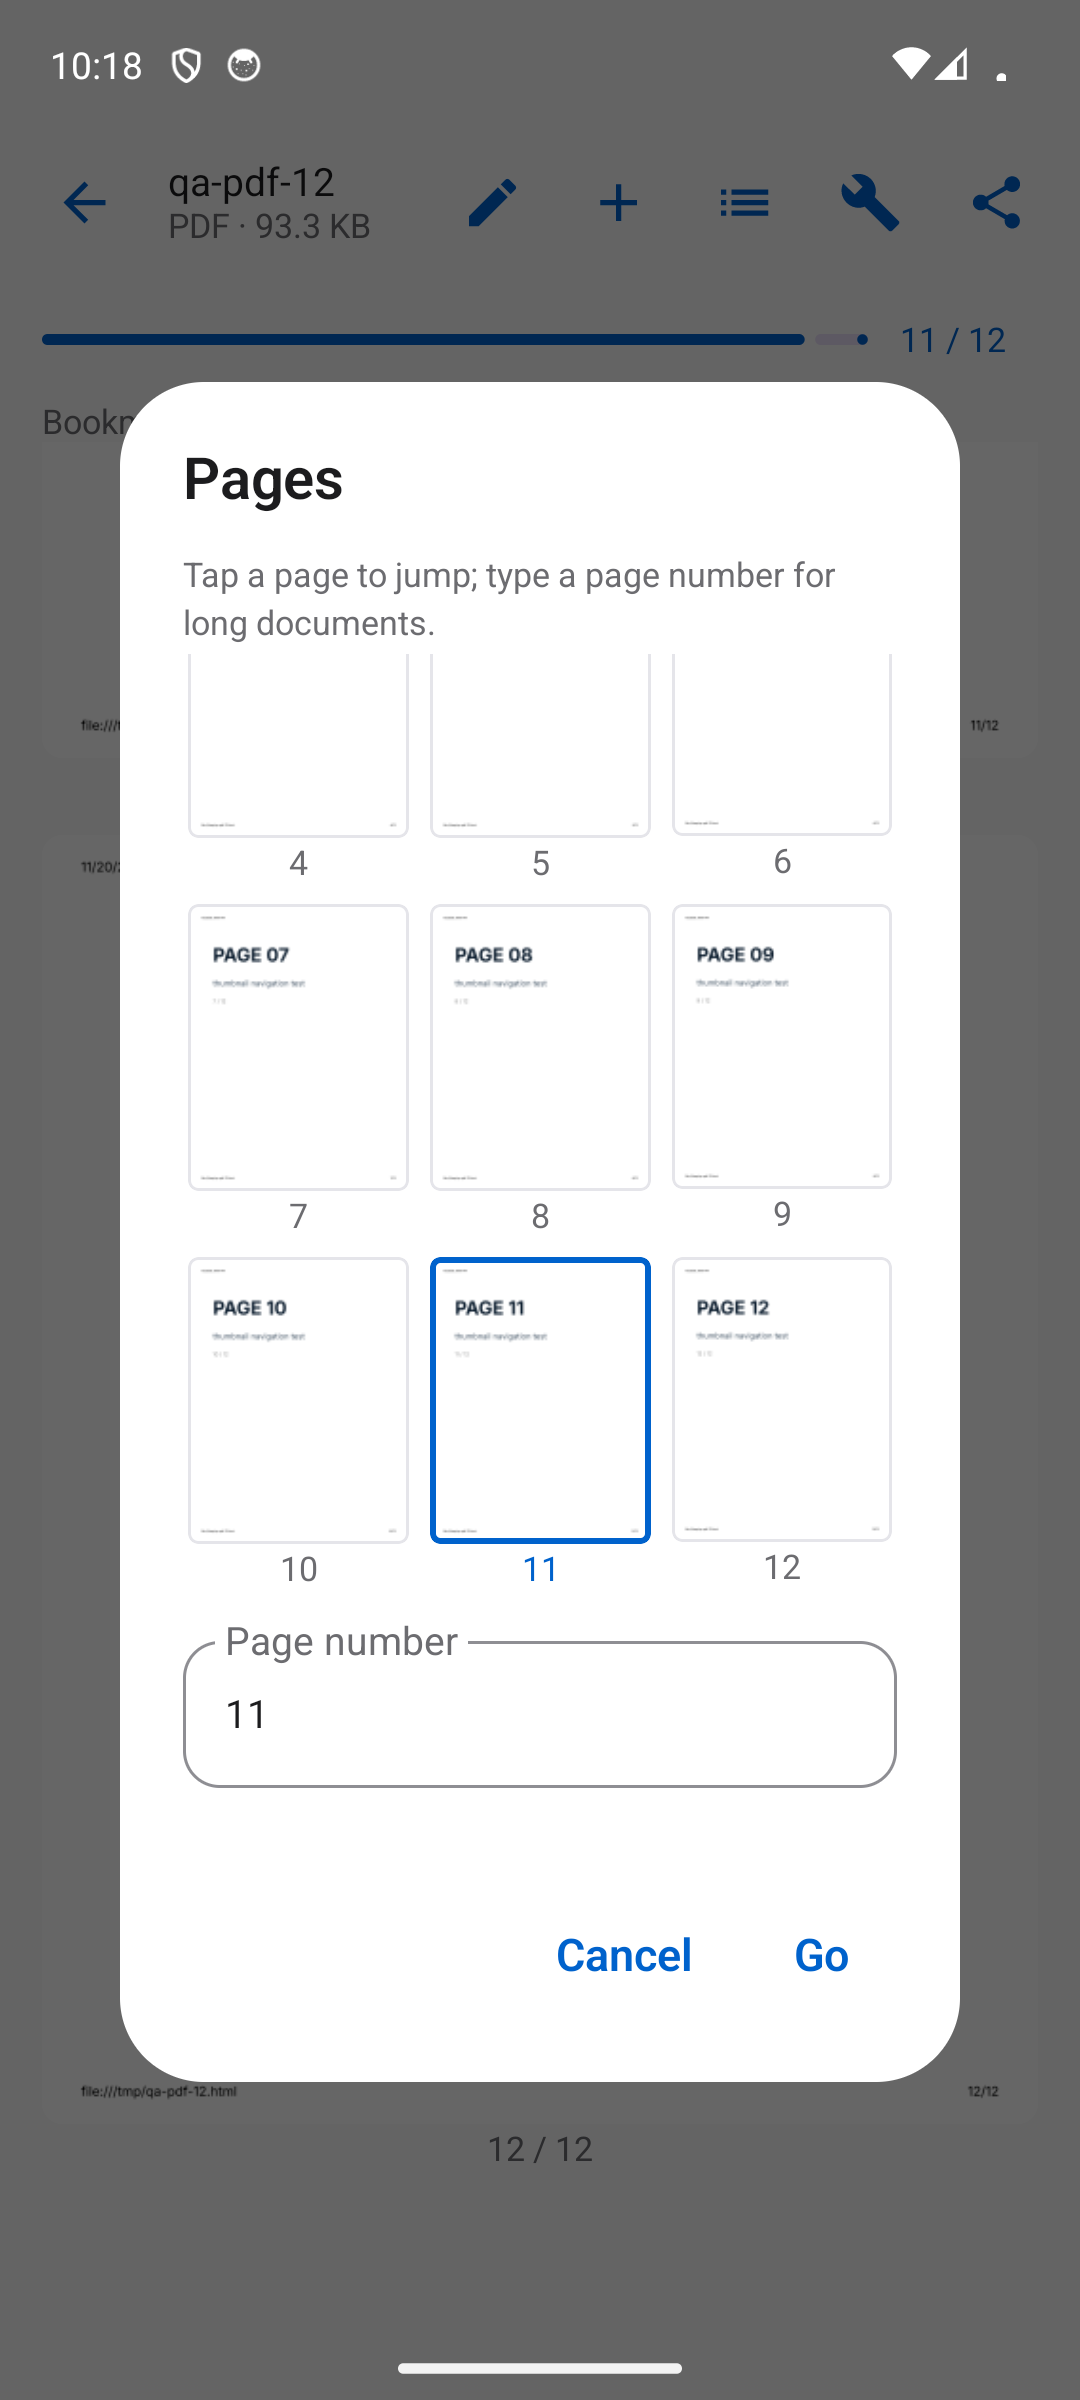 10:18
qa-pdf-12
PDF · 93.3 KB
11 / 12
Pages
Tap a page to jump; type a page number for
long documents.
11/12
4
5
6
PAGE 07
thumbnail navigation test
PAGE 08
thumbnail navigation test
PAGE 09
thumbnail navigation test
7
8
9
PAGE 10
thumbnail navigation test
PAGE 11
thumbnail navigation test
PAGE 12
thumbnail navigation test
10
11
12
Page number
11
Cancel
Go
file:///tmp/qa-pdf-12.html
12/12
12 / 12